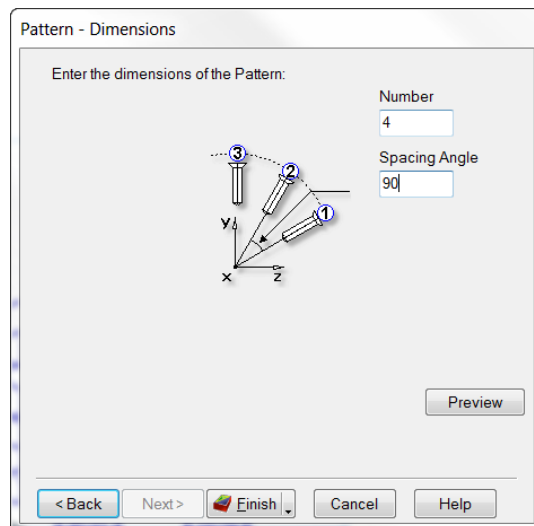 Pattern - Dimensions
Enter the dimensions of the Pattern:
Number
4
Spacing Angle
90
3
2
1
y
x
z
Preview
< Back Next > Finish Cancel Help